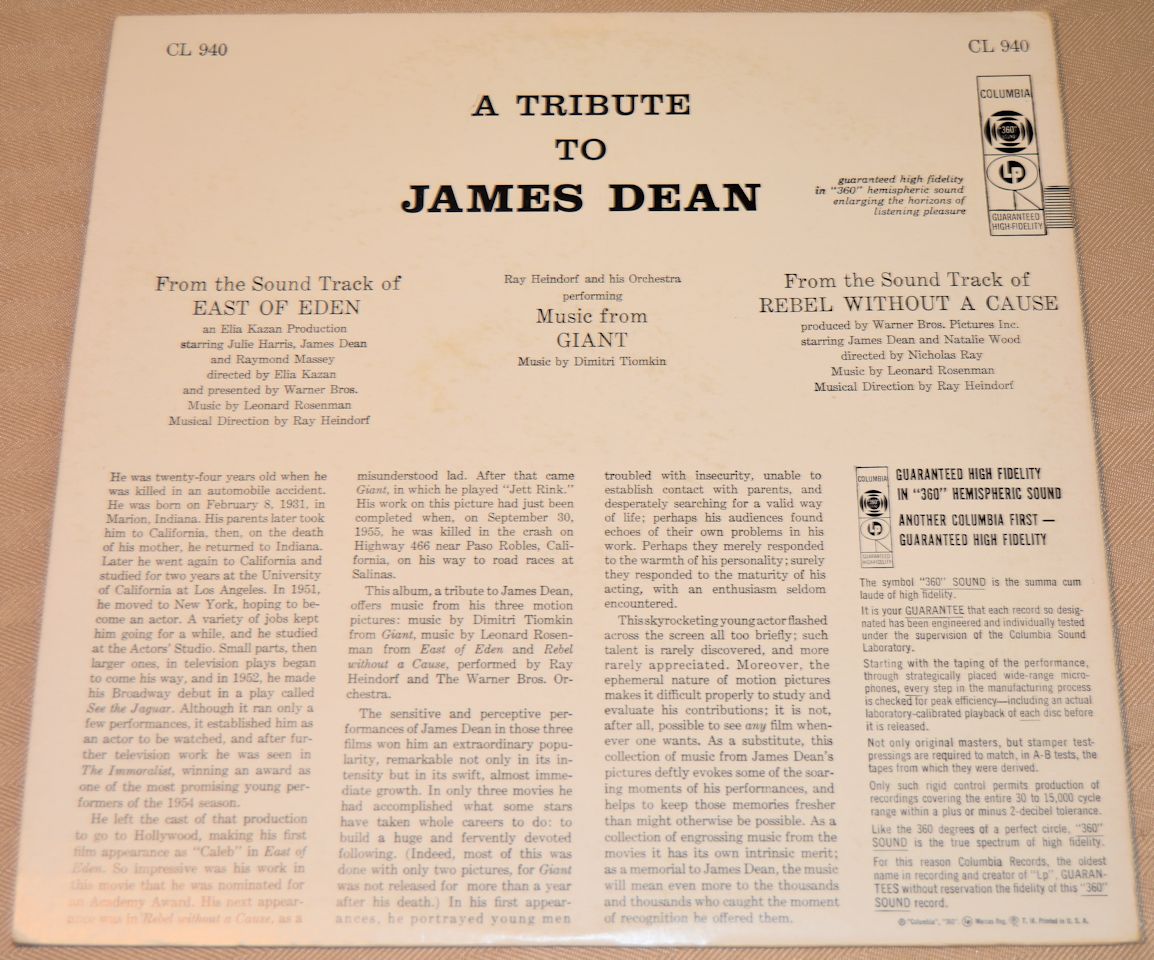 CL 940
CL 940
A TRIBUTE
TO
JAMES DEAN
COLUMBIA
"360"
SOUND
LP
GUARANTEED
HIGH-FIDELITY
guaranteed high fidelity
in "360" hemispheric sound
enlarging the horizons of
listening pleasure
From the Sound Track of
EAST OF EDEN
an Elia Kazan Production
starring Julie Harris, James Dean
and Raymond Massey
directed by Elia Kazan
and presented by Warner Bros.
Music by Leonard Rosenman
Musical Direction by Ray Heindorf
Ray Heindorf and his Orchestra
performing
Music from
GIANT
Music by Dimitri Tiomkin
From the Sound Track of
REBEL WITHOUT A CAUSE
produced by Warner Bros. Pictures Inc.
starring James Dean and Natalie Wood
directed by Nicholas Ray
Music by Leonard Rosenman
Musical Direction by Ray Heindorf
He was twenty-four years old when he
was killed in an automobile accident.
He was born on February 8, 1931, in
Marion, Indiana. His parents later took
him to California, then, on the death
of his mother, he returned to Indiana.
Later he went again to California and
studied for two years at the University
of California at Los Angeles. In 1951,
he moved to New York, hoping to be-
come an actor. A variety of jobs kept
him going for a while, and he studied
at the Actors' Studio. Small parts, then
larger ones, in television plays began
to come his way, and in 1952, he made
his Broadway debut in a play called
See the Jaguar. Although it ran only a
few performances, it established him as
an actor to be watched, and after fur-
ther television work he was seen in
The Immoralist, winning an award as
one of the most promising young per-
formers of the 1954 season.
He left the cast of that production
to go to Hollywood, making his first
film appearance as "Caleb" in East of
Eden. So impressive was his work in
this movie that he was nominated for
an Academy Award. His next appear-
ance was in Rebel without a Cause, as a
misunderstood lad. After that came
Giant, in which he played "Jett Rink."
His work on this picture had just been
completed when, on September 30,
1955, he was killed in the crash on
Highway 466 near Paso Robles, Cali-
fornia, on his way to road races at
Salinas.
This album, a tribute to James Dean,
offers music from his three motion
pictures: music by Dimitri Tiomkin
from Giant, music by Leonard Rosen-
man from East of Eden and Rebel
without a Cause, performed by Ray
Heindorf and The Warner Bros. Or-
chestra.
The sensitive and perceptive per-
formances of James Dean in those three
films won him an extraordinary popu-
larity, remarkable not only in its in-
tensity but in its swift, almost imme-
diate growth. In only three movies he
had accomplished what some stars
have taken whole careers to do: to
build a huge and fervently devoted
following. (Indeed, most of this was
done with only two pictures, for Giant
was not released for more than a year
after his death.) In his first appear-
ances, he portrayed young men
troubled with insecurity, unable to
establish contact with parents, and
desperately searching for a valid way
of life; perhaps his audiences found
echoes of their own problems in his
work. Perhaps they merely responded
to the warmth of his personality; surely
they responded to the maturity of his
acting, with an enthusiasm seldom
encountered.
This skyrocketing young actor flashed
across the screen all too briefly; such
talent is rarely discovered, and more
rarely appreciated. Moreover, the
ephemeral nature of motion pictures
makes it difficult properly to study and
evaluate his contributions; it is not,
after all, possible to see any film when-
ever one wants. As a substitute, this
collection of music from James Dean's
pictures deftly evokes some of the soar-
ing moments of his performances, and
helps to keep those memories fresher
than might otherwise be possible. As a
collection of engrossing music from the
movies it has its own intrinsic merit;
as a memorial to James Dean, the music
will mean even more to the thousands
and thousands who caught the moment
of recognition he offered them.
COLUMBIA
GUARANTEED
HIGH-FIDELITY
GUARANTEED HIGH FIDELITY
IN "360" HEMISPHERIC SOUND
ANOTHER COLUMBIA FIRST —
GUARANTEED HIGH FIDELITY
The symbol "360" SOUND is the summa cum
laude of high fidelity.
It is your GUARANTEE that each record so desig-
nated has been engineered and individually tested
under the supervision of the Columbia Sound
Laboratory.
Starting with the taping of the performance,
through strategically placed wide-range micro-
phones, every step in the manufacturing process
is checked for peak efficiency—including an actual
laboratory-calibrated playback of each disc before
it is released.
Not only original masters, but stamper test-
pressings are required to match, in A-B tests, the
tapes from which they were derived.
Only such rigid control permits production of
recordings covering the entire 30 to 15,000 cycle
range within a plus or minus 2-decibel tolerance.
Like the 360 degrees of a perfect circle, "360"
SOUND is the true spectrum of high fidelity.
For this reason Columbia Records, the oldest
name in recording and creator of "Lp", GUARAN-
TEES without reservation the fidelity of this "360"
SOUND record.
® "Columbia", "360", Marcas Reg. T. M. Printed in U. S. A.